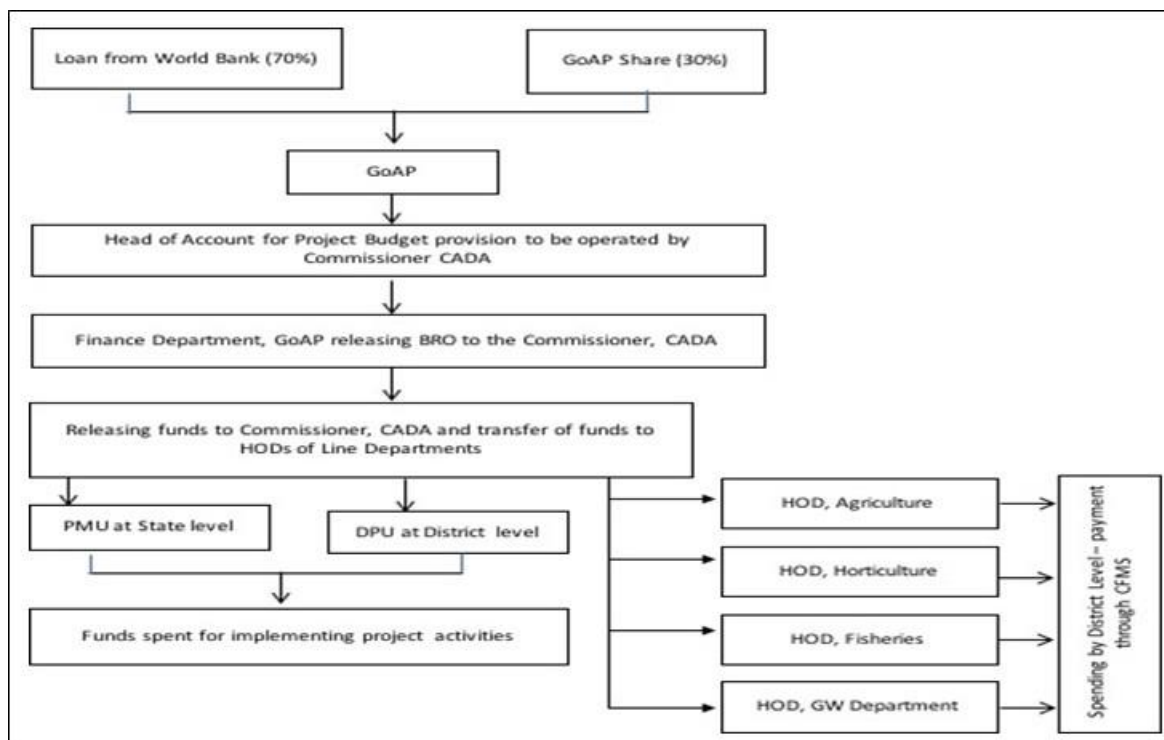 Loan from World Bank (70%)
GoAP Share (30%)
GoAP
Head of Account for Project Budget provision to be operated by
Commissioner CADA
Finance Department, GoAP releasing BRO to the Commissioner, CADA
Releasing funds to Commissioner, CADA and transfer of funds to
HODs of Line Departments
PMU at State level
DPU at District level
Funds spent for implementing project activities
HOD, Agriculture
HOD, Horticulture
HOD, Fisheries
HOD, GW Department
Spending by District Level – payment
through CFMS